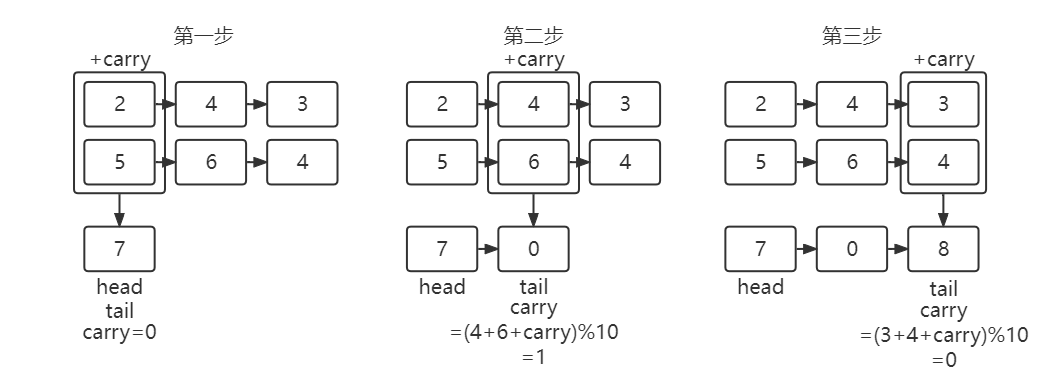 第一步
+carry
2
4
3
5
6
4
7
head
tail
carry=0
第二步
+carry
2
4
3
5
6
4
7
0
head
tail
carry
=(4+6+carry)%10
=1
第三步
+carry
2
4
3
5
6
4
7
0
8
head
tail
carry
=(3+4+carry)%10
=0